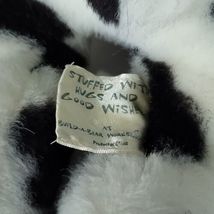 STUFFED WITH
HUGS AND
GOOD WISHES
AT
BUILD-A-BEAR WORKSHOP